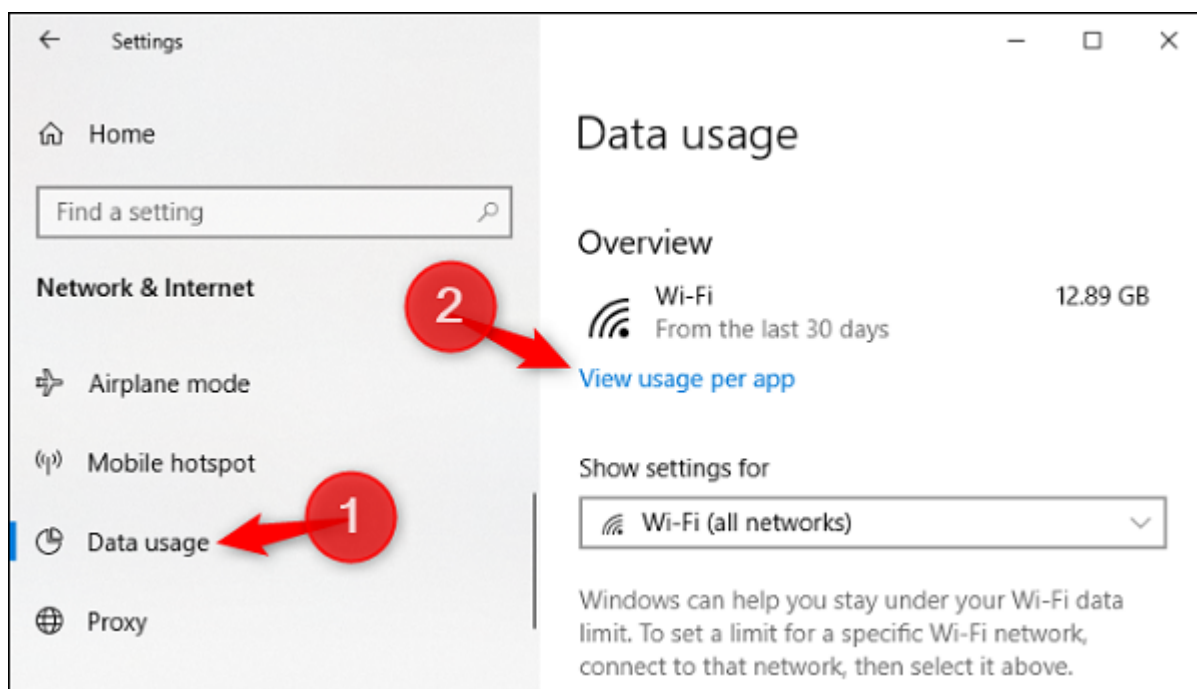 Settings
Home
Find a setting
Network & Internet
Airplane mode
Mobile hotspot
Data usage
Proxy
1
2
Data usage
Overview
Wi-Fi
12.89 GB
From the last 30 days
View usage per app
Show settings for
Wi-Fi (all networks)
Windows can help you stay under your Wi-Fi data
limit. To set a limit for a specific Wi-Fi network,
connect to that network, then select it above.